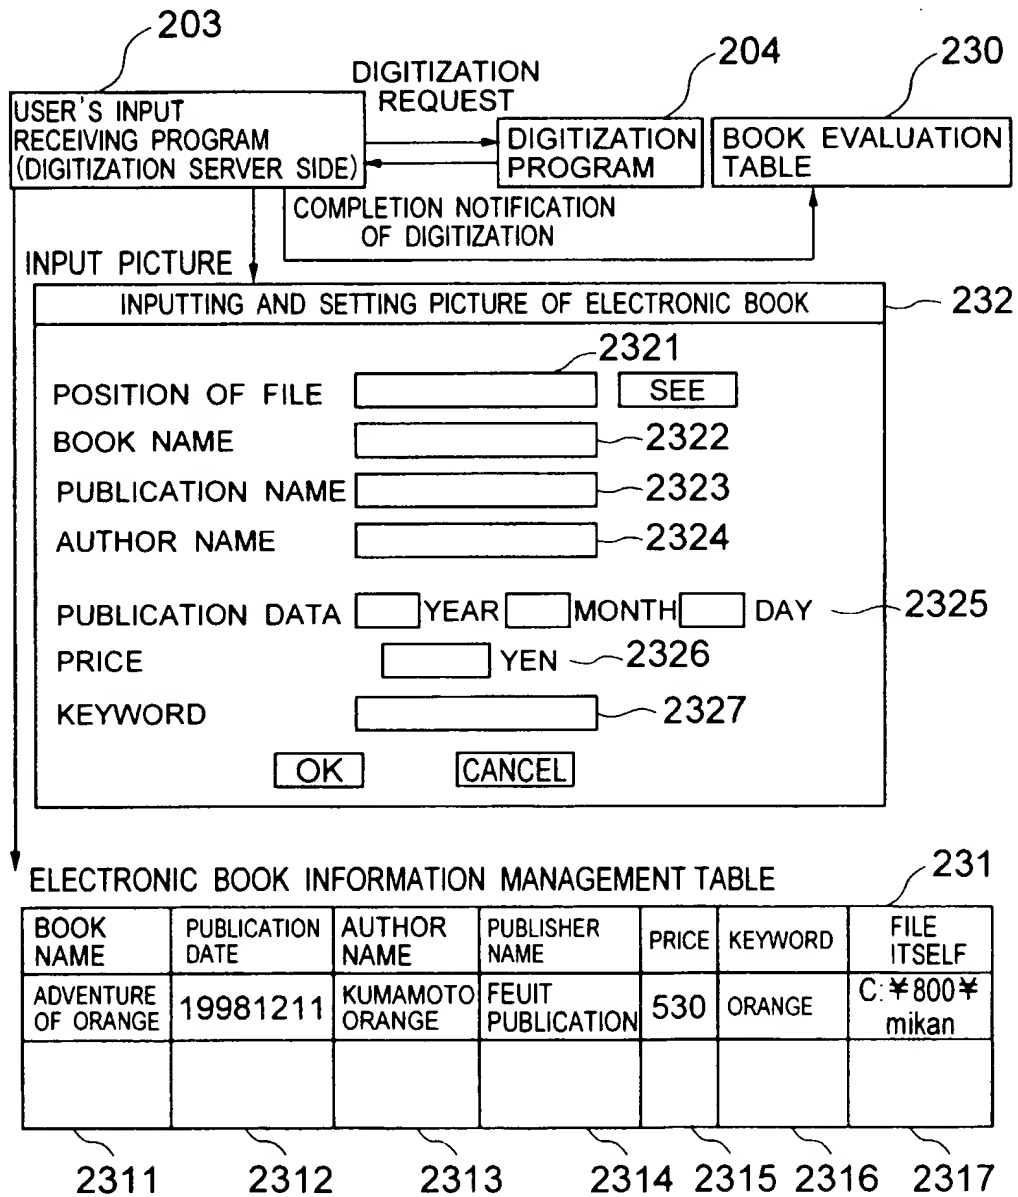 203
204
230
DIGITIZATION
REQUEST
USER'S INPUT
RECEIVING PROGRAM
(DIGITIZATION SERVER SIDE)
DIGITIZATION
PROGRAM
BOOK EVALUATION
TABLE
COMPLETION NOTIFICATION
OF DIGITIZATION
INPUT PICTURE
INPUTTING AND SETTING PICTURE OF ELECTRONIC BOOK
232
2321
POSITION OF FILE SEE
BOOK NAME 2322
PUBLICATION NAME 2323
AUTHOR NAME 2324
PUBLICATION DATA YEAR MONTH DAY 2325
PRICE YEN 2326
KEYWORD 2327
OK CANCEL
231
ELECTRONIC BOOK INFORMATION MANAGEMENT TABLE
BOOK
NAME
PUBLICATION
DATE
AUTHOR
NAME
PUBLISHER
NAME
PRICE
KEYWORD
FILE
ITSELF
ADVENTURE
OF ORANGE
19981211
KUMAMOTO
ORANGE
FEUIT
PUBLICATION
530
ORANGE
C:¥800¥
mikan
2311 2312 2313 2314 2315 2316 2317